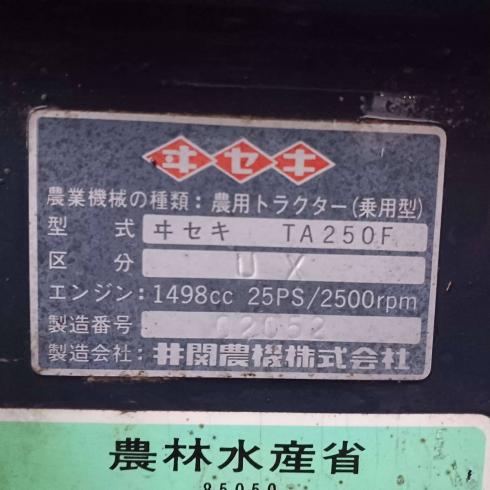 ヰセキ
農業機械の種類：農用トラクター(乗用型)
型式 ヰセキ TA250F
区分 UX
エンジン：1498cc 25PS/2500rpm
製造番号 02052
製造会社：井関農機株式会社
農林水産省
85050